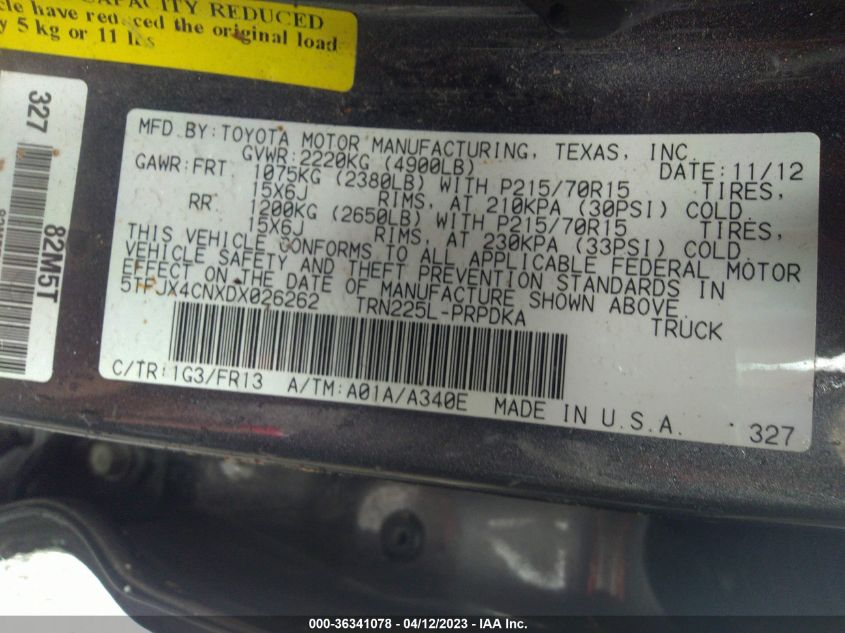 CAPACITY REDUCED
cle have reduced the original load
y 5 kg or 11 lbs
327
82M5T
MFD.BY:TOYOTA MOTOR MANUFACTURING, TEXAS, INC.
GVWR:2220KG (4900LB) DATE:11/12
GAWR:FRT 1075KG (2380LB) WITH P215/70R15 TIRES,
15X6J RIMS, AT 210KPA (30PSI) COLD.
RR 1200KG (2650LB) WITH P215/70R15 TIRES,
15X6J RIMS, AT 230KPA (33PSI) COLD.
THIS VEHICLE CONFORMS TO ALL APPLICABLE FEDERAL MOTOR
VEHICLE SAFETY AND THEFT PREVENTION STANDARDS IN
EFFECT ON THE DATE OF MANUFACTURE SHOWN ABOVE.
5TFJX4CNXDX026262 TRN225L-PRPDKA TRUCK
C/TR:1G3/FR13 A/TM:A01A/A340E MADE IN U.S.A. 327
000-36341078 - 04/12/2023 - IAA Inc.